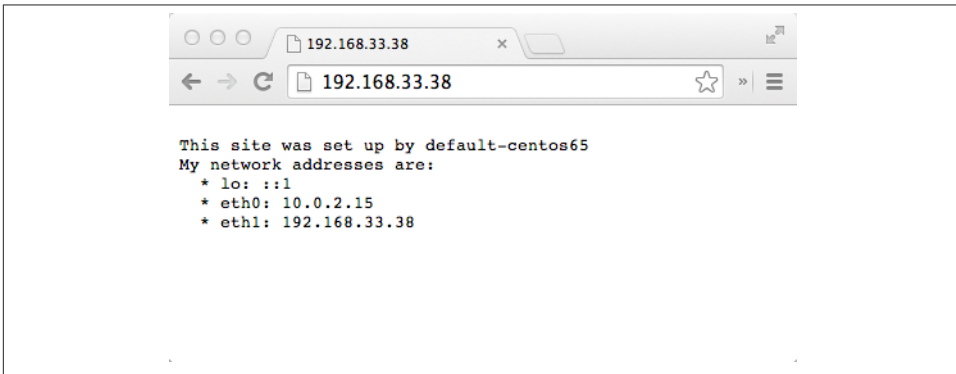 192.168.33.38
192.168.33.38
This site was set up by default-centos65
My network addresses are:
* lo: ::1
* eth0: 10.0.2.15
* eth1: 192.168.33.38